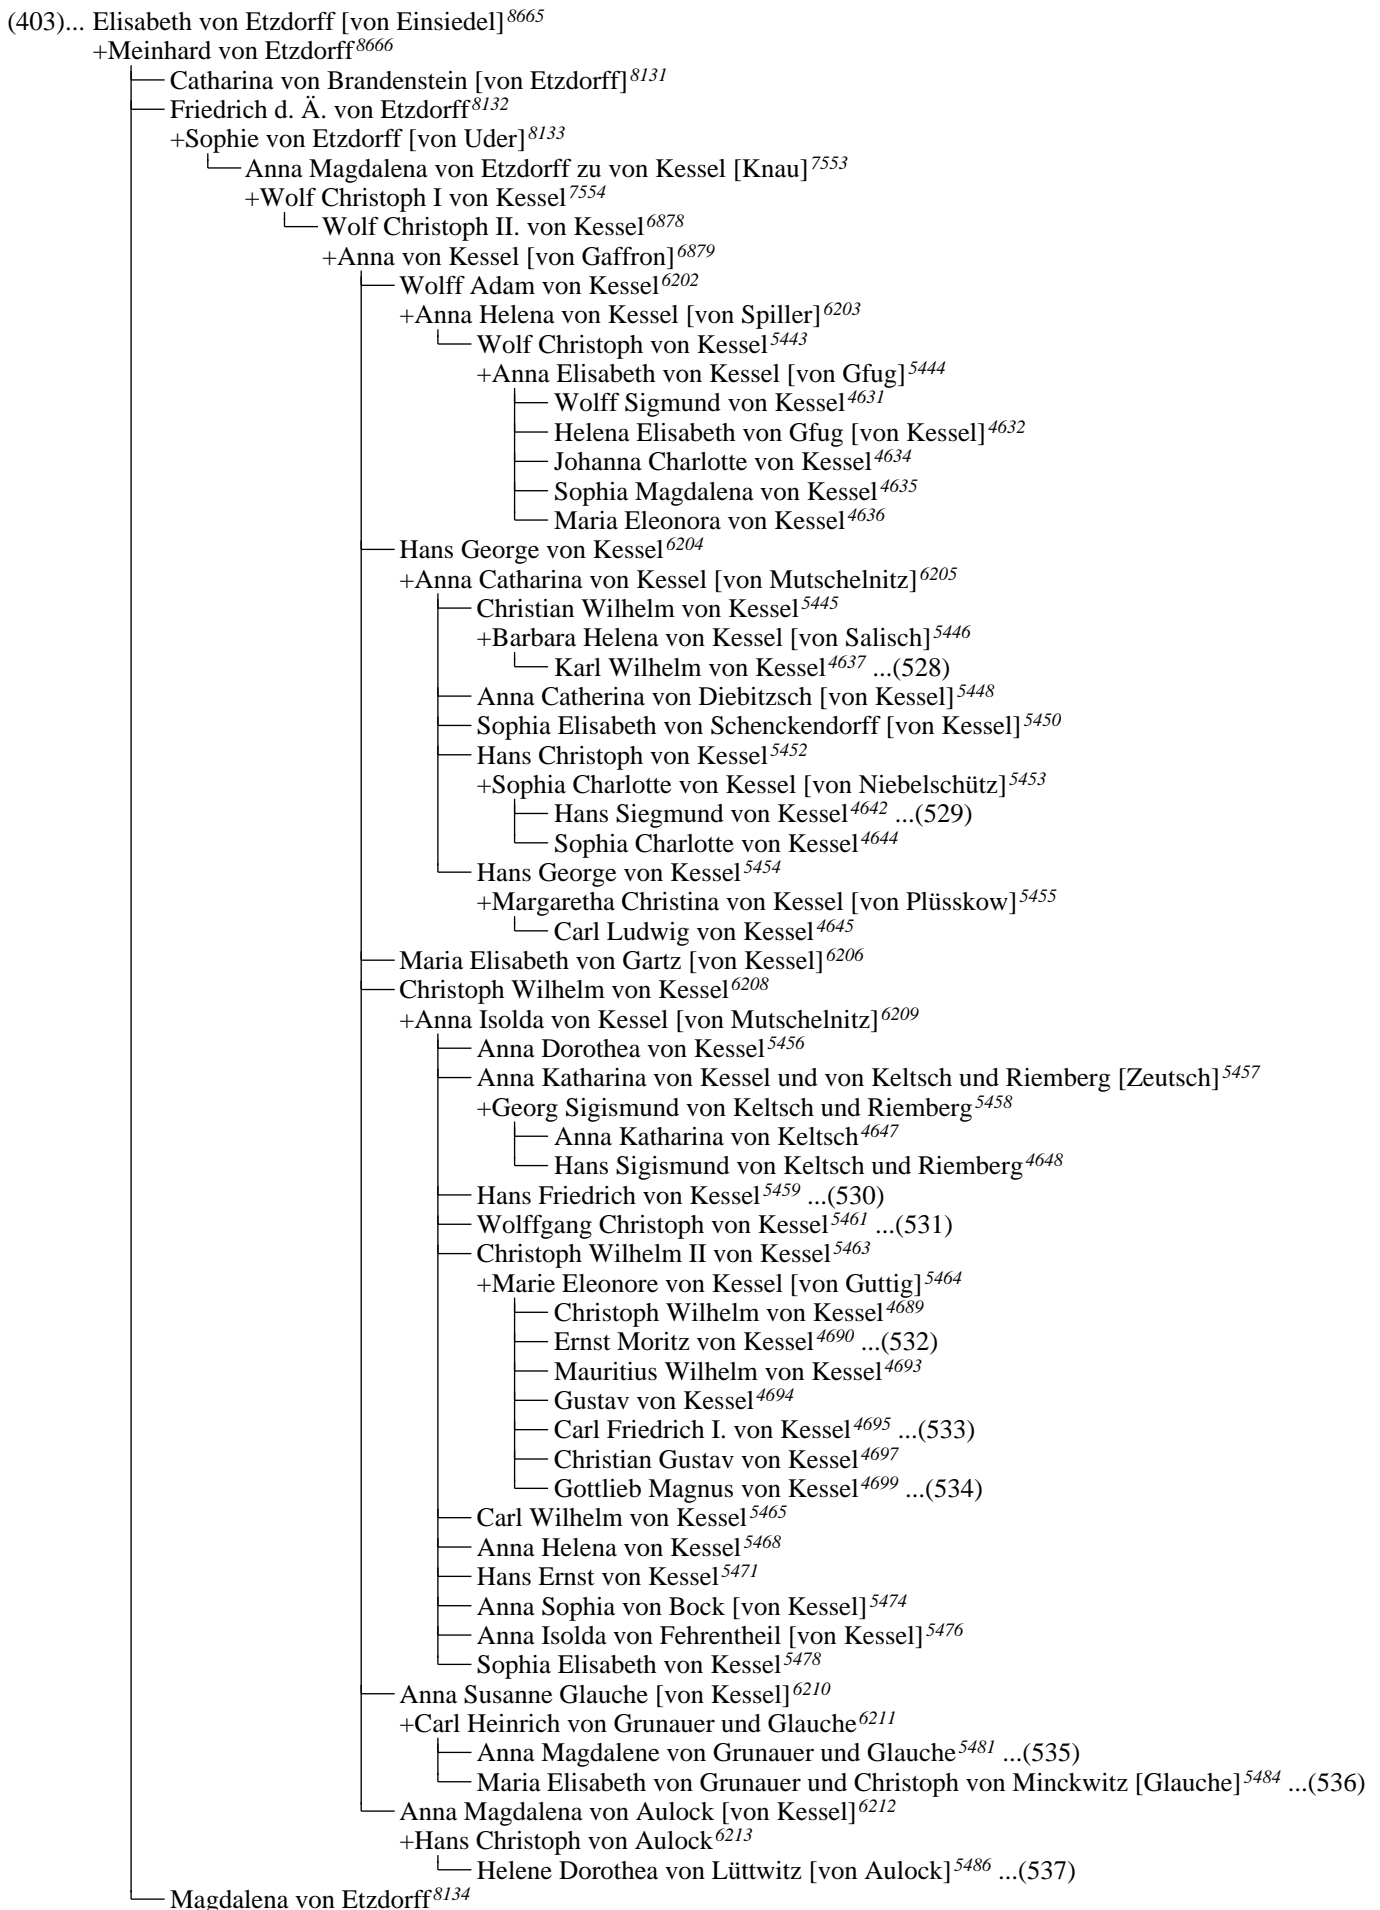 (403)... Elisabeth von Etzdorff [von Einsiedel]8665
+Meinhard von Etzdorff8666
Catharina von Brandenstein [von Etzdorff]8131
Friedrich d. Ä. von Etzdorff8132
+Sophie von Etzdorff [von Uder]8133
Anna Magdalena von Etzdorff zu von Kessel [Knau]7553
+Wolf Christoph I von Kessel7554
Wolf Christoph II. von Kessel6878
+Anna von Kessel [von Gaffron]6879
Wolff Adam von Kessel6202
+Anna Helena von Kessel [von Spiller]6203
Wolf Christoph von Kessel5443
+Anna Elisabeth von Kessel [von Gfug]5444
Wolff Sigmund von Kessel4631
Helena Elisabeth von Gfug [von Kessel]4632
Johanna Charlotte von Kessel4634
Sophia Magdalena von Kessel4635
Maria Eleonora von Kessel4636
Hans George von Kessel6204
+Anna Catharina von Kessel [von Mutschelnitz]6205
Christian Wilhelm von Kessel5445
+Barbara Helena von Kessel [von Salisch]5446
Karl Wilhelm von Kessel4637 ...(528)
Anna Catherina von Diebitzsch [von Kessel]5448
Sophia Elisabeth von Schenckendorff [von Kessel]5450
Hans Christoph von Kessel5452
+Sophia Charlotte von Kessel [von Niebelschütz]5453
Hans Siegmund von Kessel4642 ...(529)
Sophia Charlotte von Kessel4644
Hans George von Kessel5454
+Margaretha Christina von Kessel [von Plüsskow]5455
Carl Ludwig von Kessel4645
Maria Elisabeth von Gartz [von Kessel]6206
Christoph Wilhelm von Kessel6208
+Anna Isolda von Kessel [von Mutschelnitz]6209
Anna Dorothea von Kessel5456
Anna Katharina von Kessel und von Keltsch und Riemberg [Zeutsch]5457
+Georg Sigismund von Keltsch und Riemberg5458
Anna Katharina von Keltsch4647
Hans Sigismund von Keltsch und Riemberg4648
Hans Friedrich von Kessel5459 ...(530)
Wolffgang Christoph von Kessel5461 ...(531)
Christoph Wilhelm II von Kessel5463
+Marie Eleonore von Kessel [von Guttig]5464
Christoph Wilhelm von Kessel4689
Ernst Moritz von Kessel4690 ...(532)
Mauritius Wilhelm von Kessel4693
Gustav von Kessel4694
Carl Friedrich I. von Kessel4695 ...(533)
Christian Gustav von Kessel4697
Gottlieb Magnus von Kessel4699 ...(534)
Carl Wilhelm von Kessel5465
Anna Helena von Kessel5468
Hans Ernst von Kessel5471
Anna Sophia von Bock [von Kessel]5474
Anna Isolda von Fehrentheil [von Kessel]5476
Sophia Elisabeth von Kessel5478
Anna Susanne Glauche [von Kessel]6210
+Carl Heinrich von Grunauer und Glauche6211
Anna Magdalene von Grunauer und Glauche5481 ...(535)
Maria Elisabeth von Grunauer und Christoph von Minckwitz [Glauche]5484 ...(536)
Anna Magdalena von Aulock [von Kessel]6212
+Hans Christoph von Aulock6213
Helene Dorothea von Lüttwitz [von Aulock]5486 ...(537)
Magdalena von Etzdorff8134